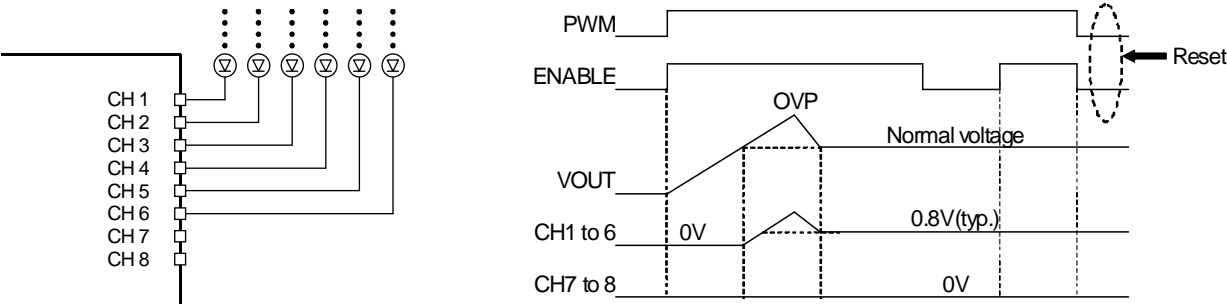 CH 1
CH 2
CH 3
CH 4
CH 5
CH 6
CH 7
CH 8
PWM
Reset
ENABLE
OVP
Normal voltage
VOUT
CH1 to 6
0V
0.8V(typ.)
CH7 to 8
0V